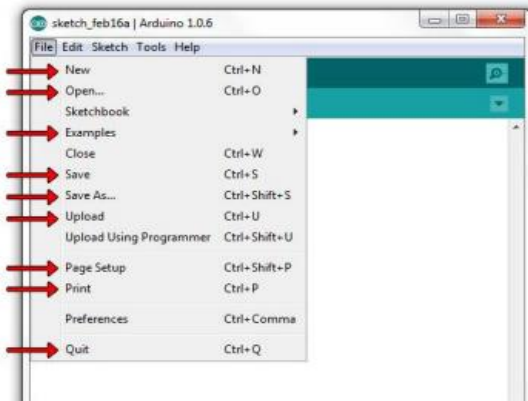 sketch_feb16a | Arduino 1.0.6
File Edit Sketch Tools Help
New Ctrl+N
Open... Ctrl+O
Sketchbook
Examples
Close Ctrl+W
Save Ctrl+S
Save As... Ctrl+Shift+S
Upload Ctrl+U
Upload Using Programmer Ctrl+Shift+U
Page Setup Ctrl+Shift+P
Print Ctrl+P
Preferences Ctrl+Comma
Quit Ctrl+Q